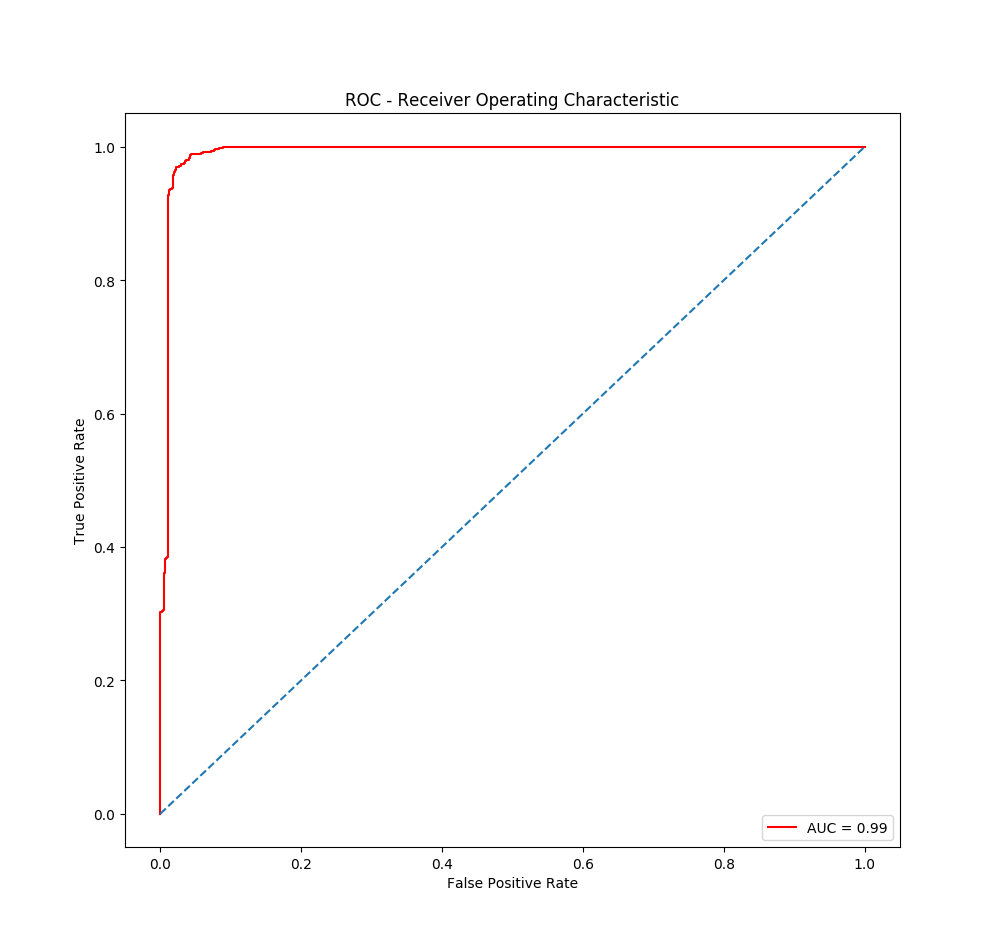 ROC - Receiver Operating Characteristic
True Positive Rate
1.0
0.8
0.6
0.4
0.2
0.0
AUC = 0.99
0.0 0.2 0.4 0.6 0.8 1.0
False Positive Rate